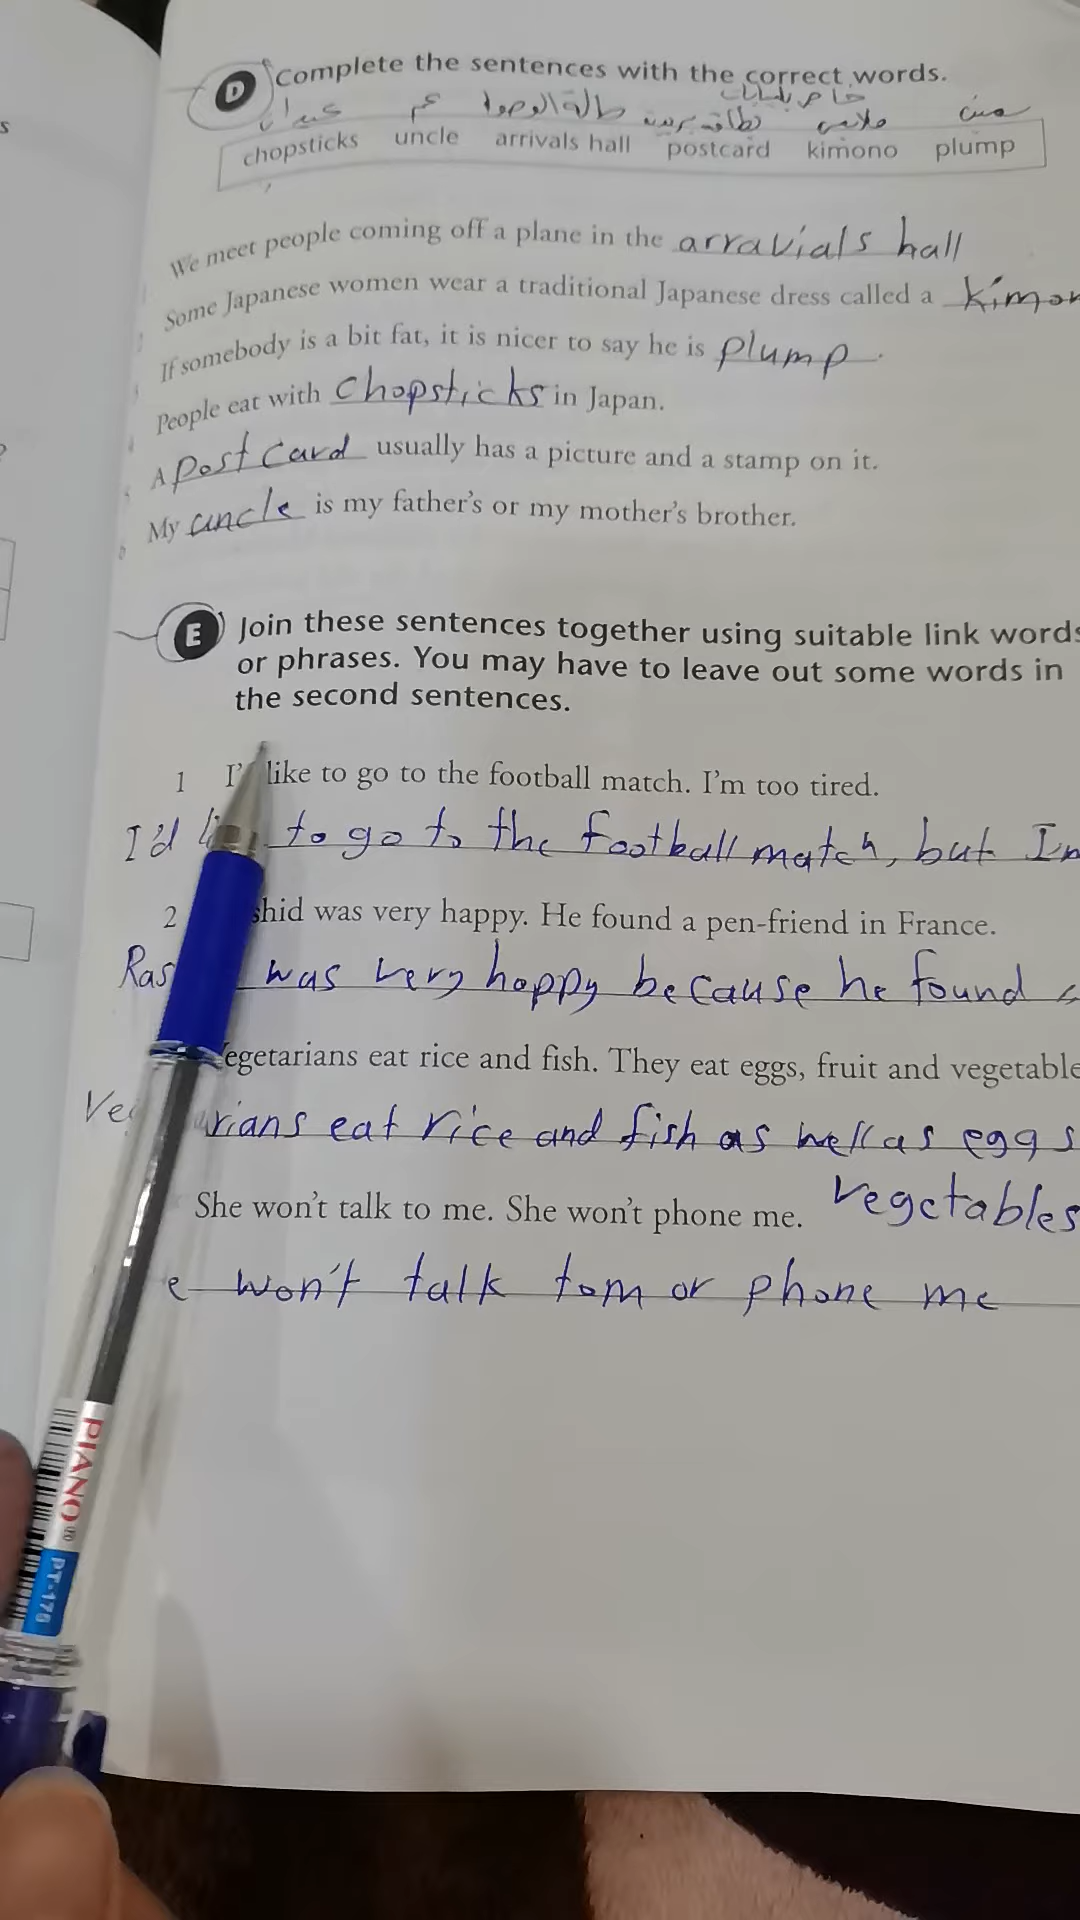 D Complete the sentences with the correct words.
عم صالة الوصول
chopsticks uncle arrivals hall postcard kimono plump
We meet people coming off a plane in the arravials hall
Some Japanese women wear a traditional Japanese dress called a kimon
If somebody is a bit fat, it is nicer to say he is plump.
People eat with chopsticks in Japan.
A Post card usually has a picture and a stamp on it.
My uncle is my father's or my mother's brother.
E Join these sentences together using suitable link words
or phrases. You may have to leave out some words in
the second sentences.
1 I' like to go to the football match. I'm too tired.
I'd to go to the football match, but
2 shid was very happy. He found a pen-friend in France.
Ras was very happy because he found
egetarians eat rice and fish. They eat eggs, fruit and vegetable
Ve rians eat rice and fish as well as eggs
vegetables
She won't talk to me. She won't phone me.
e won't talk tom or phone me
PIANO
PT-175